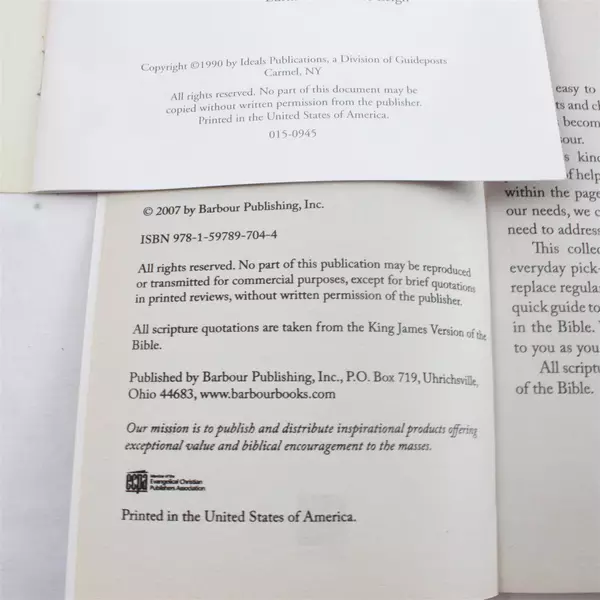 Copyright ©1990 by Ideals Publications, a Division of Guideposts
Carmel, NY
All rights reserved. No part of this document may be
copied without written permission from the publisher.
Printed in the United States of America.
015-0945
© 2007 by Barbour Publishing, Inc.
ISBN 978-1-59789-704-4
All rights reserved. No part of this publication may be reproduced
or transmitted for commercial purposes, except for brief quotations
in printed reviews, without written permission of the publisher.
All scripture quotations are taken from the King James Version of the
Bible.
Published by Barbour Publishing, Inc., P.O. Box 719, Uhrichsville,
Ohio 44683, www.barbourbooks.com
Our mission is to publish and distribute inspirational products offering
exceptional value and biblical encouragement to the masses.
ecpa
Member of the
Evangelical Christian
Publishers Association
Printed in the United States of America.
easy to
ts and
becom
our.
kin
of help
within the page
our needs, we
need to address
This collec
everyday pick-
replace regula
quick guide to
in the Bible.
to you as you
All script
of the Bible.